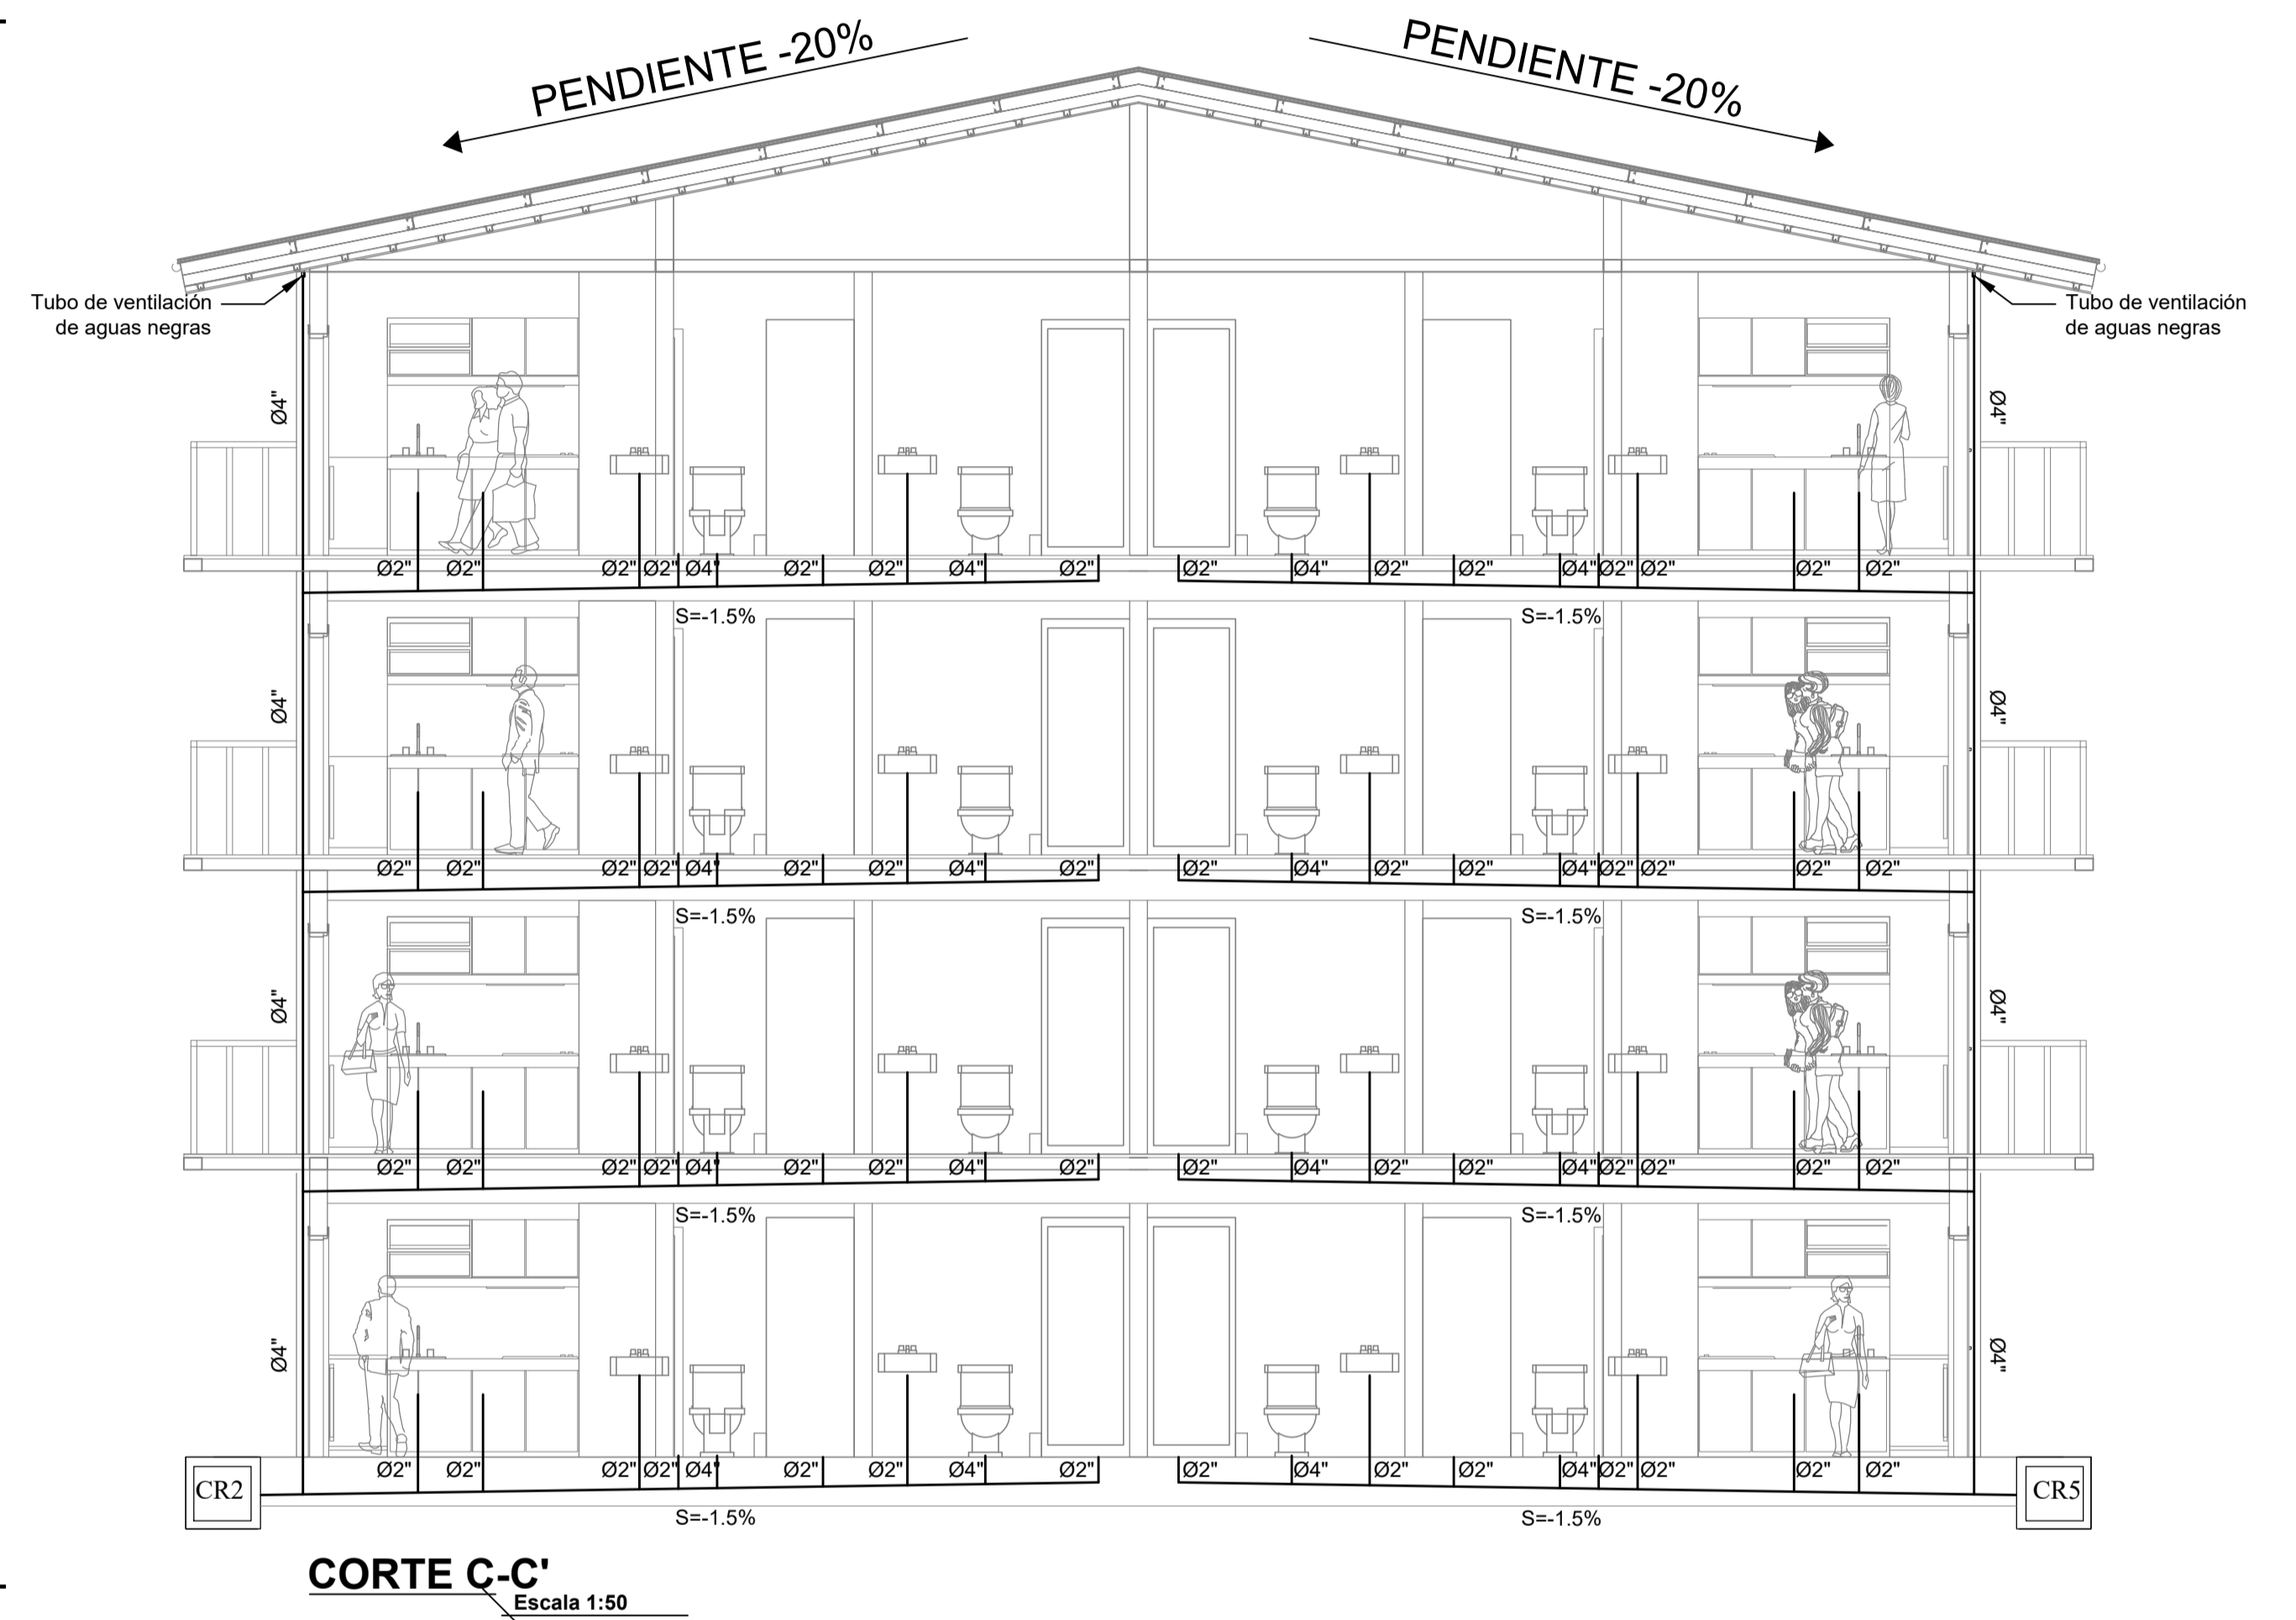 PENDIENTE -20%
PENDIENTE -20%
Tubo de ventilación
de aguas negras
Tubo de ventilación
de aguas negras
Ø4"
Ø4"
Ø2" Ø2" Ø2" Ø2" Ø4" Ø2" Ø2" Ø4" Ø2" Ø2" Ø4" Ø2" Ø2" Ø4" Ø2" Ø2" Ø2" Ø2"
S=-1.5% S=-1.5%
Ø4"
Ø4"
Ø2" Ø2" Ø2" Ø2" Ø4" Ø2" Ø2" Ø4" Ø2" Ø2" Ø4" Ø2" Ø2" Ø4" Ø2" Ø2" Ø2" Ø2"
S=-1.5% S=-1.5%
Ø4"
Ø4"
Ø2" Ø2" Ø2" Ø2" Ø4" Ø2" Ø2" Ø4" Ø2" Ø2" Ø4" Ø2" Ø2" Ø4" Ø2" Ø2" Ø2" Ø2"
S=-1.5% S=-1.5%
Ø4"
Ø4"
CR2
Ø2" Ø2" Ø2" Ø2" Ø4" Ø2" Ø2" Ø4" Ø2" Ø2" Ø4" Ø2" Ø2" Ø4" Ø2" Ø2" Ø2" Ø2"
CR5
S=-1.5% S=-1.5%
CORTE C-C'
Escala 1:50